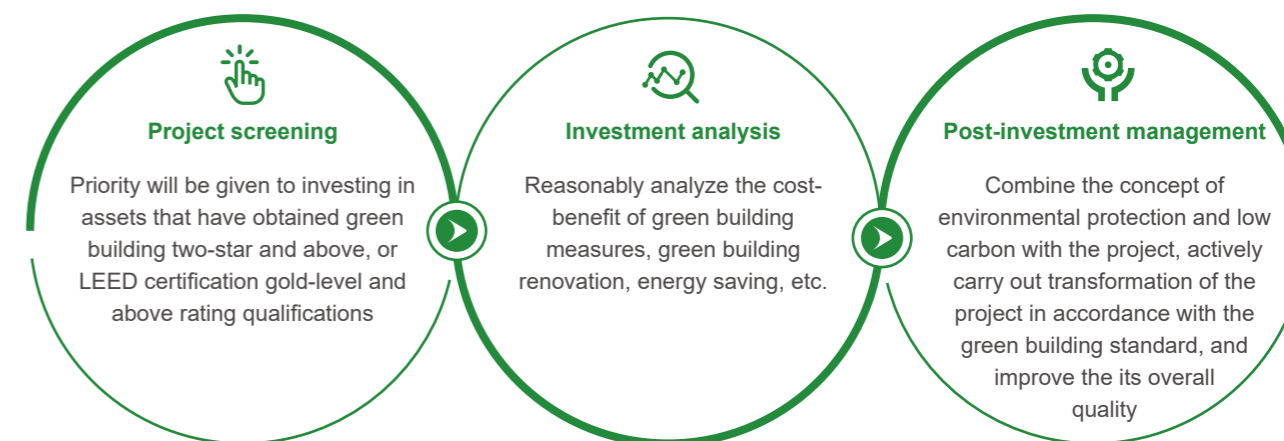 Project screening
Priority will be given to investing in
assets that have obtained green
building two-star and above, or
LEED certification gold-level and
above rating qualifications
Investment analysis
Reasonably analyze the cost-
benefit of green building
measures, green building
renovation, energy saving, etc.
Post-investment management
Combine the concept of
environmental protection and low
carbon with the project, actively
carry out transformation of the
project in accordance with the
green building standard, and
improve the its overall
quality